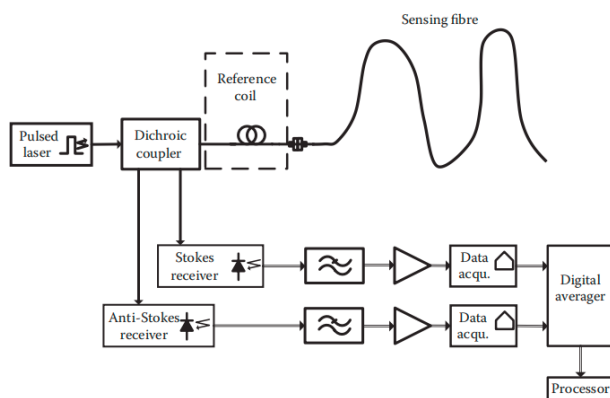 Sensing fibre
Reference
coil
Pulsed
laser
Dichroic
coupler
Stokes
receiver
Data
acqu.
Digital
averager
Anti-Stokes
receiver
Data
acqu.
Processor